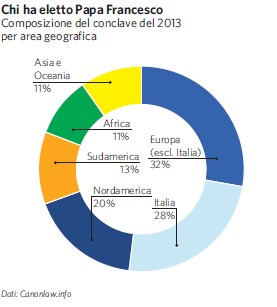 Chi ha eletto Papa Francesco
Composizione del conclave del 2013
per area geografica
Asia e
Oceania
11%
Africa
11%
Europa
(escl. Italia)
32%
Sudamerica
13%
Nordamerica
20%
Italia
28%
Dati: Canonlaw.info